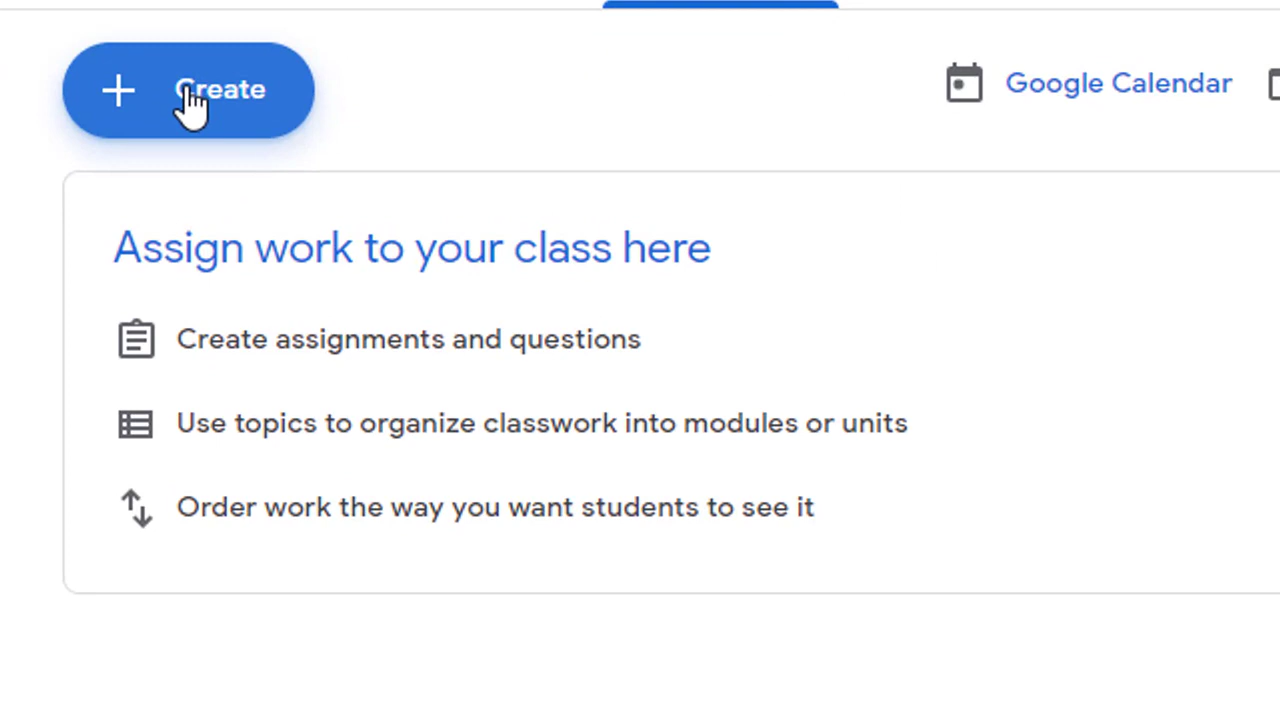 Create
Google Calendar
Assign work to your class here
Create assignments and questions
Use topics to organize classwork into modules or units
Order work the way you want students to see it